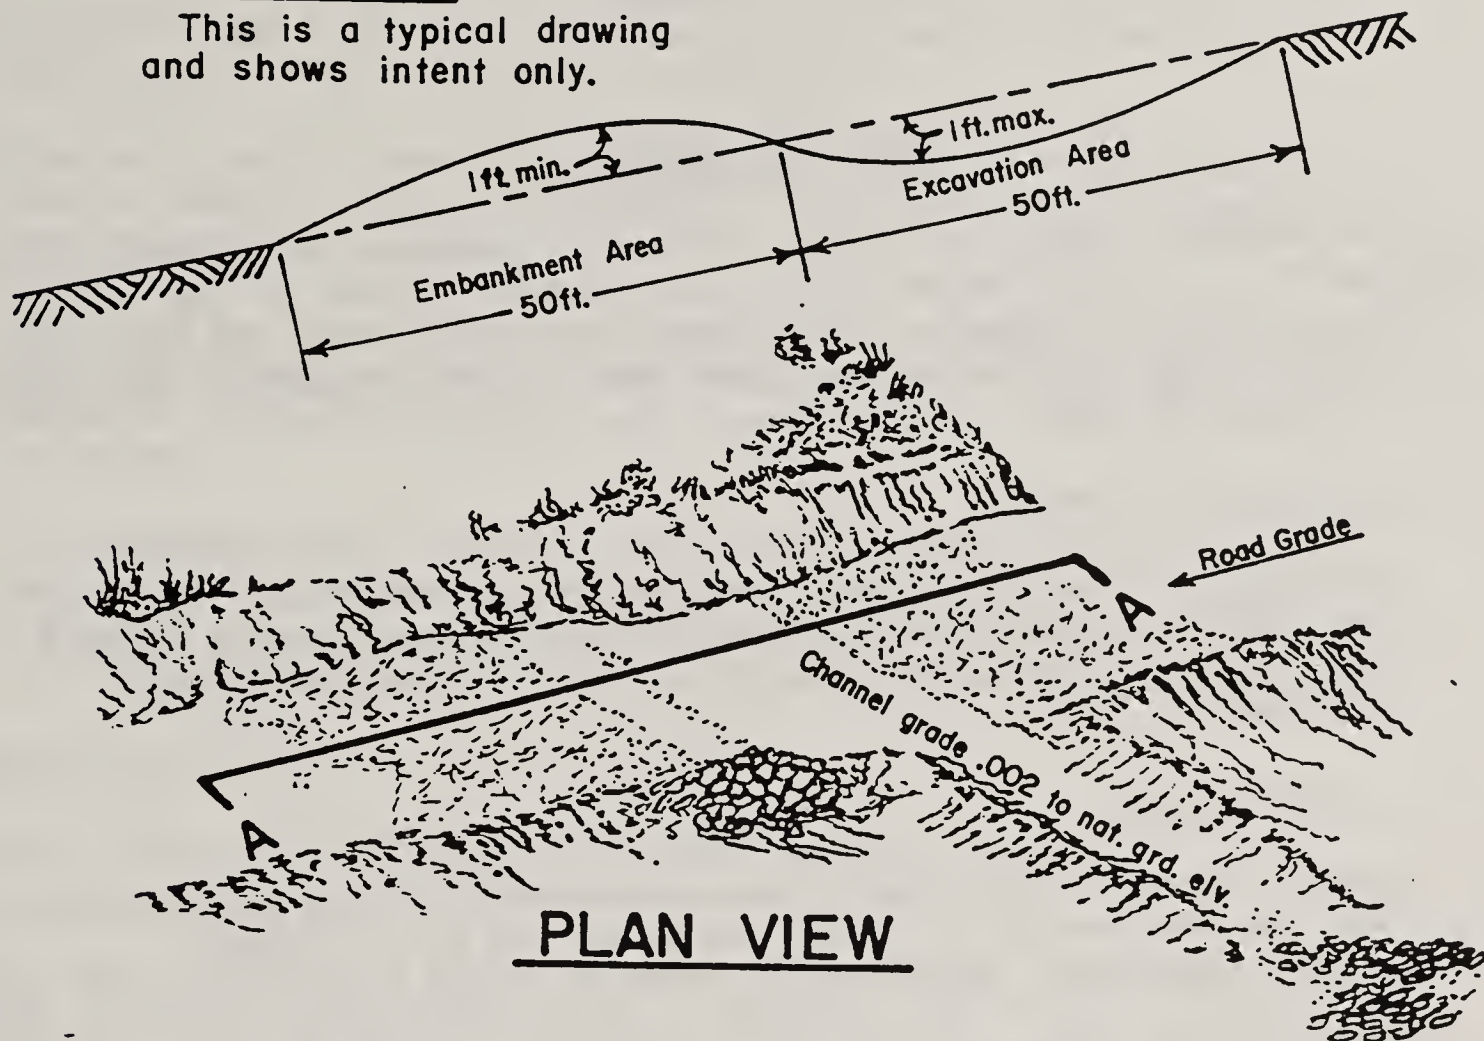 This is a typical drawing
and shows intent only.
1ft. min.
1ft. max.
Excavation Area
50ft.
Embankment Area
50ft.
Road Grade
A
Channel grade .002 to nat. grd. elv.
A
PLAN VIEW